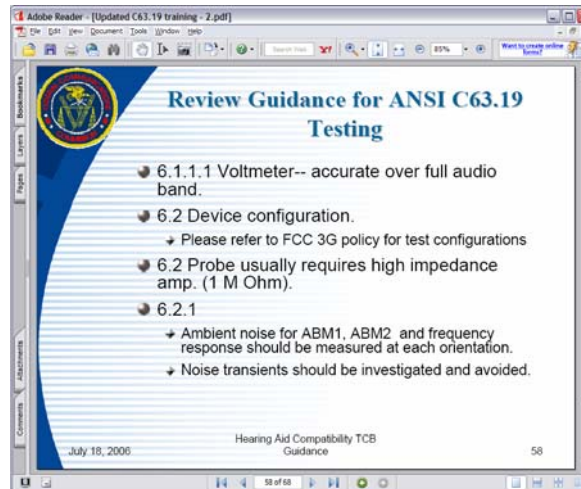 Adobe Reader - [Updated C63.19 training - 2.pdf]
File Edit View Document Tools Window Help
85%
Want to create online forms?
Bookmarks
Layers
Pages
Attachments
Comments
Review Guidance for ANSI C63.19
Testing
6.1.1.1 Voltmeter-- accurate over full audio
band.
6.2 Device configuration.
Please refer to FCC 3G policy for test configurations
6.2 Probe usually requires high impedance
amp. (1 M Ohm).
6.2.1
Ambient noise for ABM1, ABM2 and frequency
response should be measured at each orientation.
Noise transients should be investigated and avoided.
July 18, 2006
Hearing Aid Compatibility TCB
Guidance
58
58 of 68